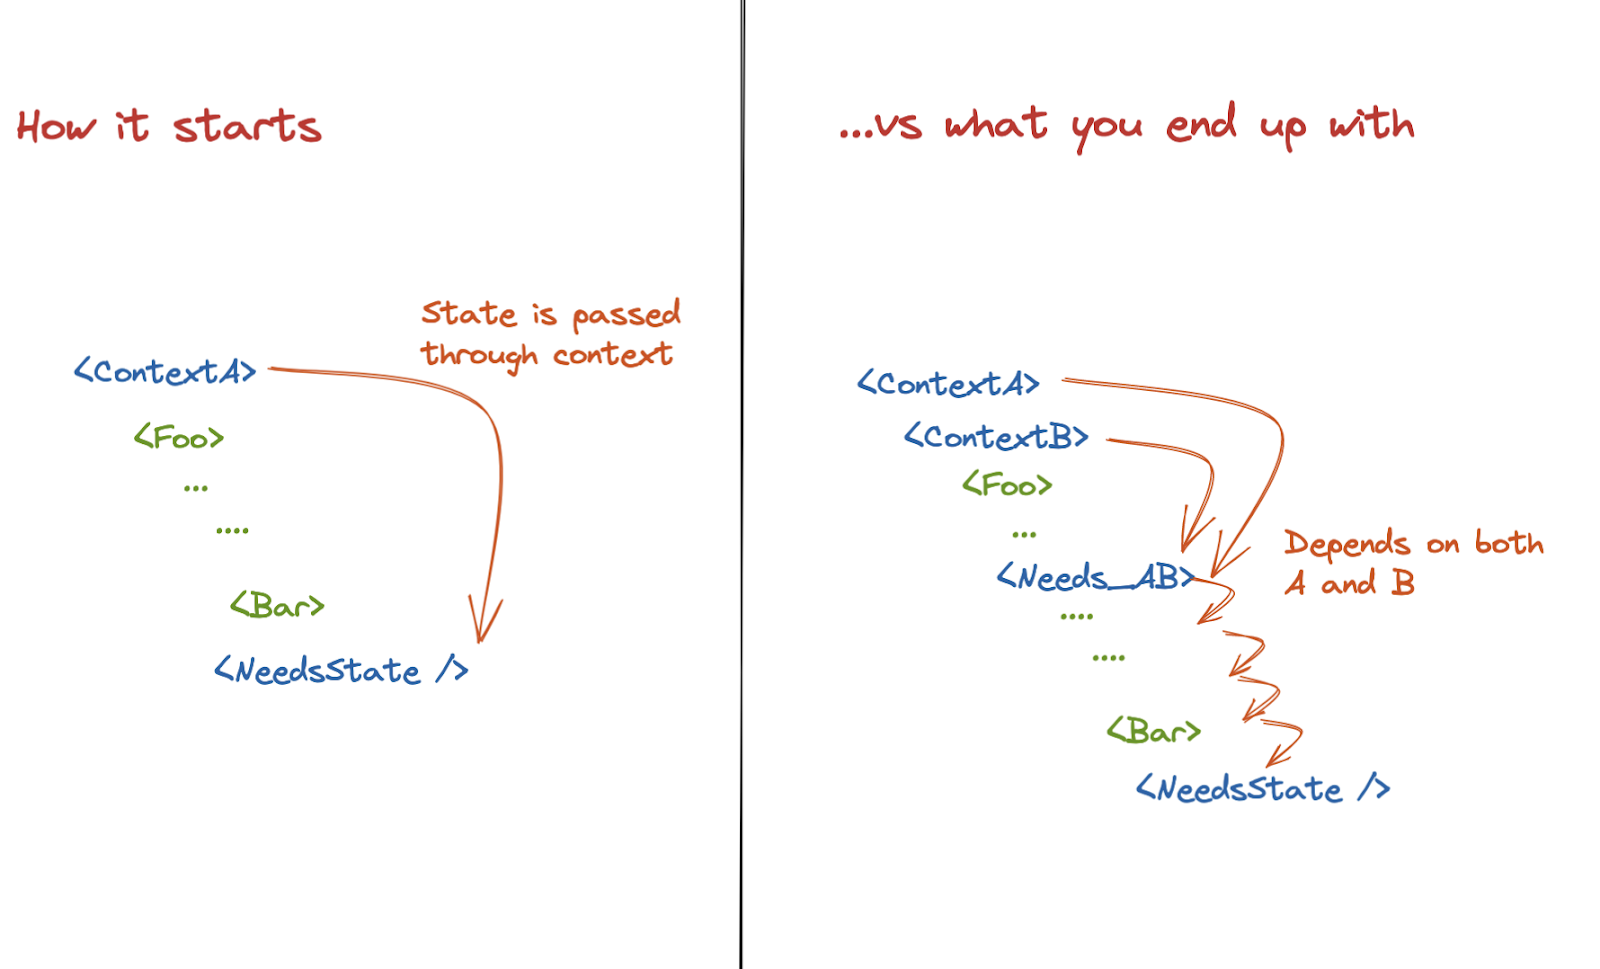 How it starts
State is passed
through context
<ContextA>
<Foo>
...
....
<Bar>
<NeedsState />
...vs what you end up with
<ContextA>
<ContextB>
<Foo>
...
<Needs_AB>
Depends on both
A and B
....
....
<Bar>
<NeedsState />